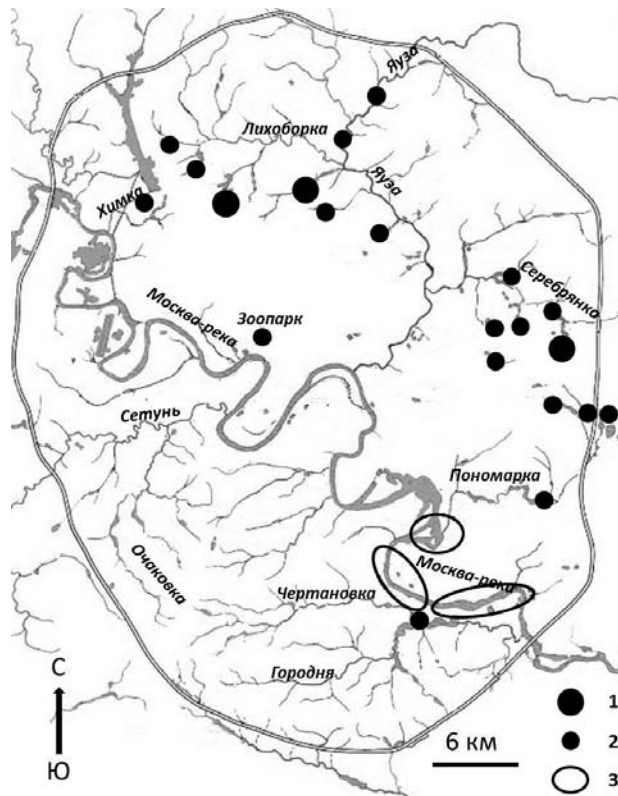 Яуза
Лихоборка
Яуза
Химка
Серебрянка
Москва-река
Зоопарк
Сетунь
Пономарка
Очаковка
Москва-река
Чертановка
Городня
С
Ю
6 км
1
2
3